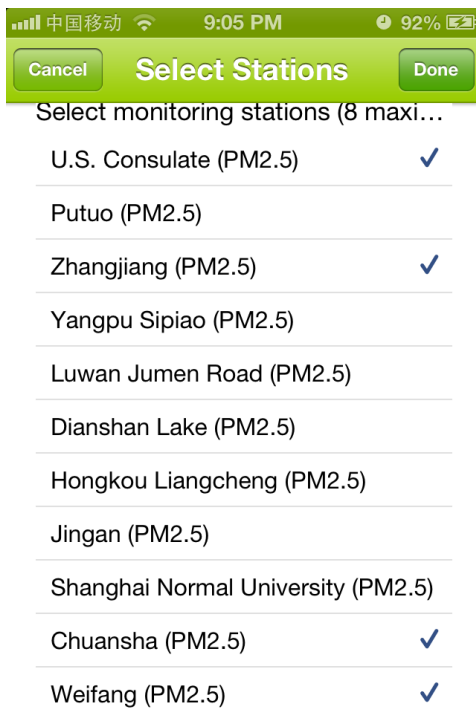 中国移动 9:05 PM 92%
Cancel Select Stations Done
Select monitoring stations (8 maxi...
U.S. Consulate (PM2.5)
Putuo (PM2.5)
Zhangjiang (PM2.5)
Yangpu Sipiao (PM2.5)
Luwan Jumen Road (PM2.5)
Dianshan Lake (PM2.5)
Hongkou Liangcheng (PM2.5)
Jingan (PM2.5)
Shanghai Normal University (PM2.5)
Chuansha (PM2.5)
Weifang (PM2.5)